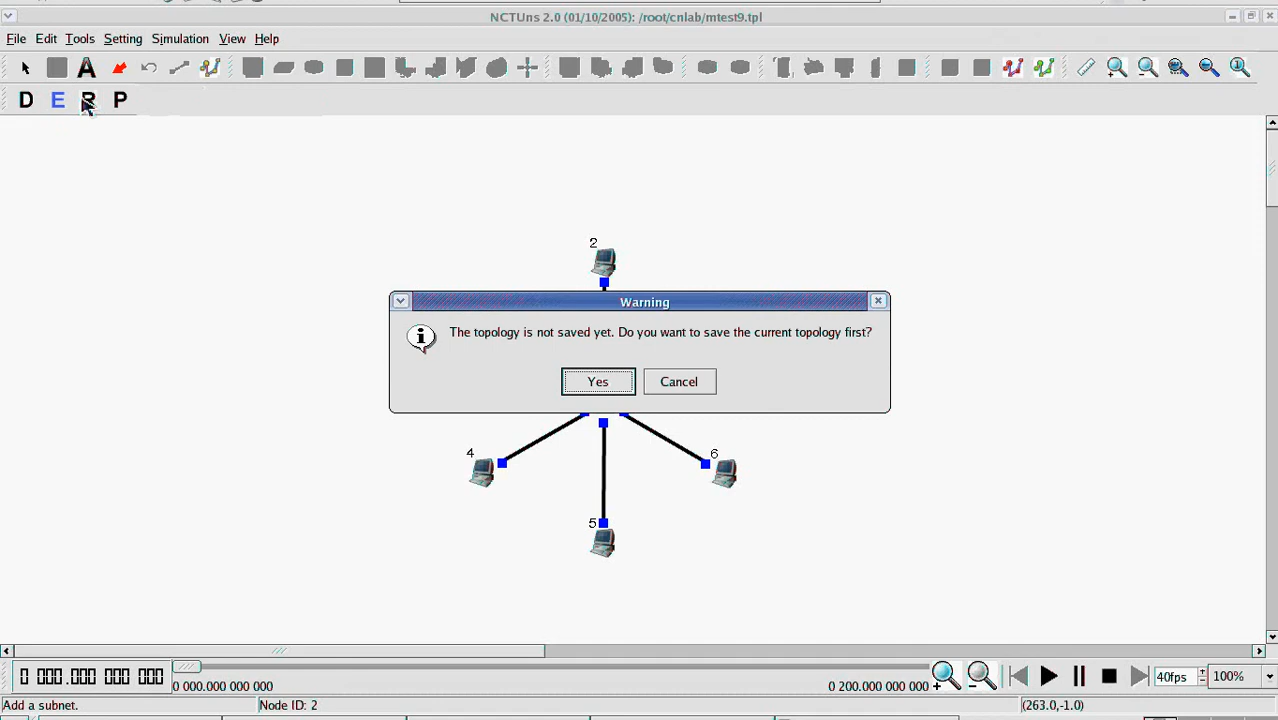 NCTUns 2.0 (01/10/2005): /root/cnlab/mtest9.tpl
File Edit Tools Setting Simulation View Help
A
D E R P
2
Warning
The topology is not saved yet. Do you want to save the current topology first?
Yes Cancel
4
6
5
0 000.000 000 000
0 000.000 000 000
0 200.000 000 000
40fps
100%
Add a subnet.
Node ID: 2
(263.0,-1.0)